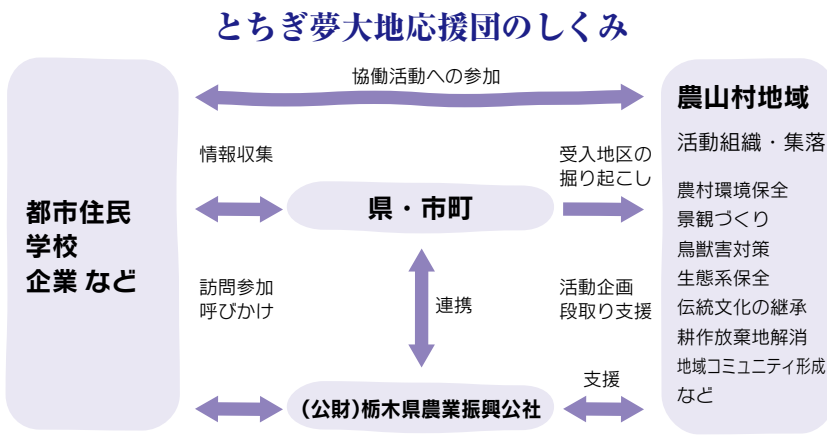 とちぎ夢大地応援団のしくみ
協働活動への参加
都市住民
学校
企業 など
情報収集
訪問参加
呼びかけ
県・市町
連携
(公財)栃木県農業振興公社
受入地区の
掘り起こし
活動企画
段取り支援
支援
農山村地域
活動組織・集落
農村環境保全
景観づくり
鳥獣害対策
生態系保全
伝統文化の継承
耕作放棄地解消
地域コミュニティ形成
など